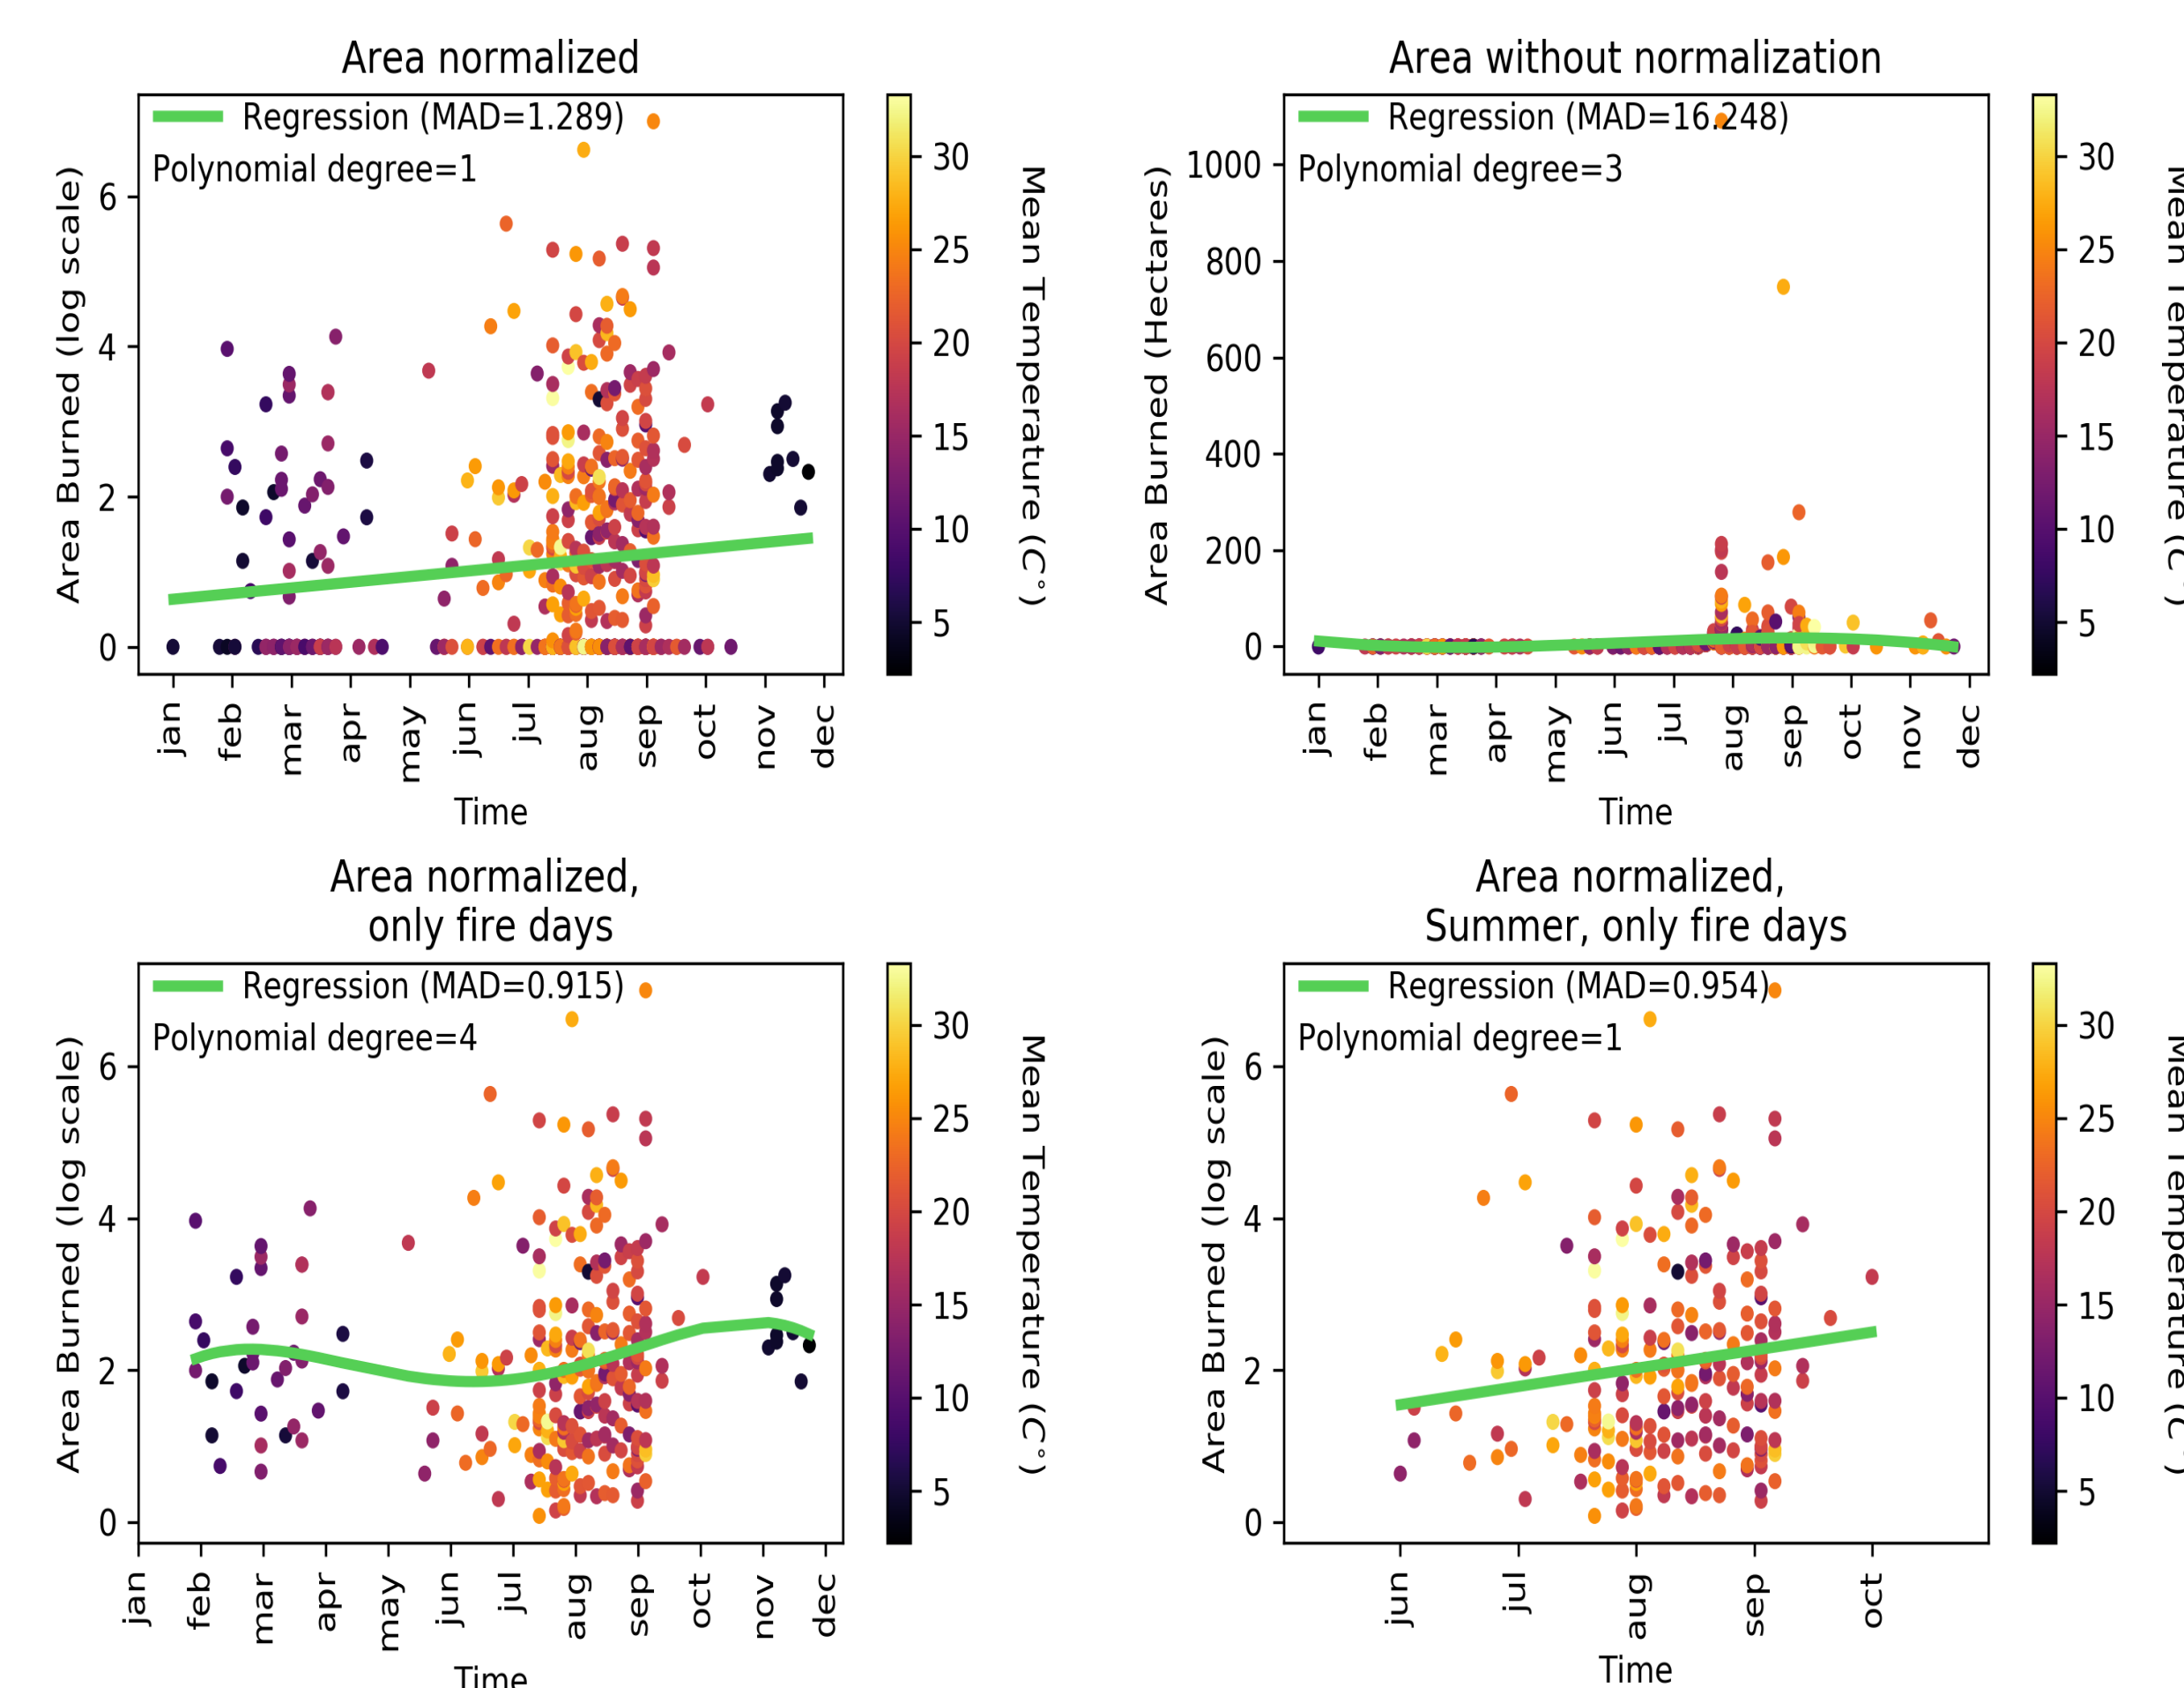 Area normalized
Regression (MAD=1.289)
Polynomial degree=1
Area Burned (log scale)
6
4
2
0
jan
feb
mar
apr
may
jun
jul
aug
sep
oct
nov
dec
Time
30
25
20
15
10
5
Mean Temperature (C°)
Area without normalization
Regression (MAD=16.248)
Polynomial degree=3
Area Burned (Hectares)
1000
800
600
400
200
0
jan
feb
mar
apr
may
jun
jul
aug
sep
oct
nov
dec
Time
30
25
20
15
10
5
Mean Temperature (C°)
Area normalized,
only fire days
Regression (MAD=0.915)
Polynomial degree=4
Area Burned (log scale)
6
4
2
0
jan
feb
mar
apr
may
jun
jul
aug
sep
oct
nov
dec
Time
30
25
20
15
10
5
Mean Temperature (C°)
Area normalized,
Summer, only fire days
Regression (MAD=0.954)
Polynomial degree=1
Area Burned (log scale)
6
4
2
0
jun
jul
aug
sep
oct
Time
30
25
20
15
10
5
Mean Temperature (C°)